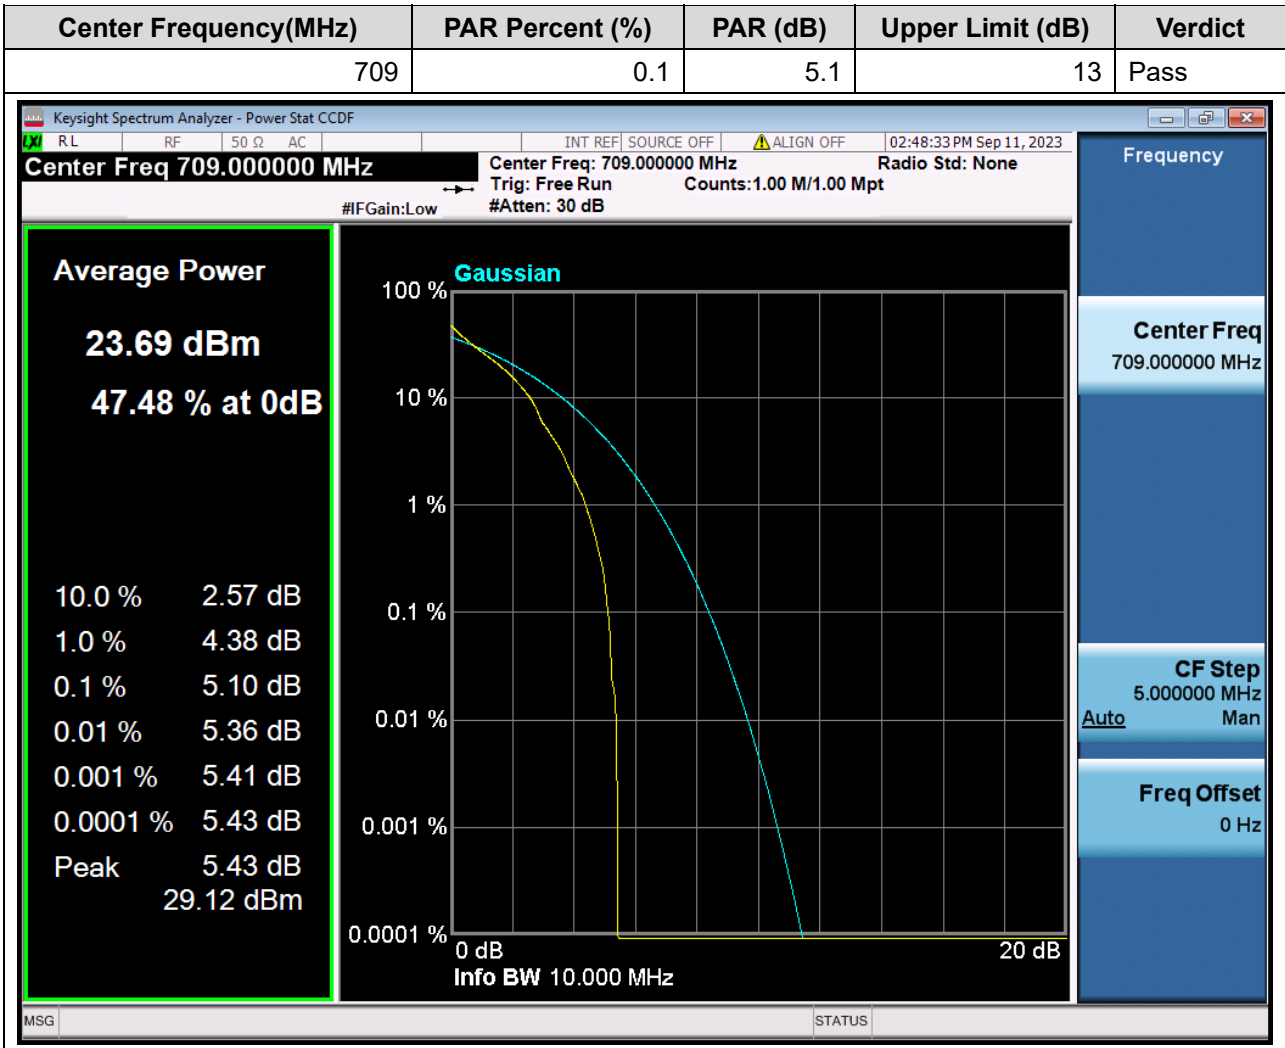 Center Frequency(MHz) PAR Percent (%) PAR (dB) Upper Limit (dB) Verdict
709 0.1 5.1 13 Pass
Keysight Spectrum Analyzer - Power Stat CCDF
LXI RL RF 50 Ω AC INT REF SOURCE OFF ALIGN OFF 02:48:33 PM Sep 11, 2023
Center Freq 709.000000 MHz
Center Freq: 709.000000 MHz Radio Std: None
Trig: Free Run Counts:1.00 M/1.00 Mpt
#IFGain:Low #Atten: 30 dB
Average Power
23.69 dBm
47.48 % at 0dB
10.0 % 2.57 dB
1.0 % 4.38 dB
0.1 % 5.10 dB
0.01 % 5.36 dB
0.001 % 5.41 dB
0.0001 % 5.43 dB
Peak 5.43 dB
29.12 dBm
Gaussian
100 %
10 %
1 %
0.1 %
0.01 %
0.001 %
0.0001 %
0 dB 20 dB
Info BW 10.000 MHz
Frequency
Center Freq
709.000000 MHz
CF Step
5.000000 MHz
Auto Man
Freq Offset
0 Hz
MSG STATUS